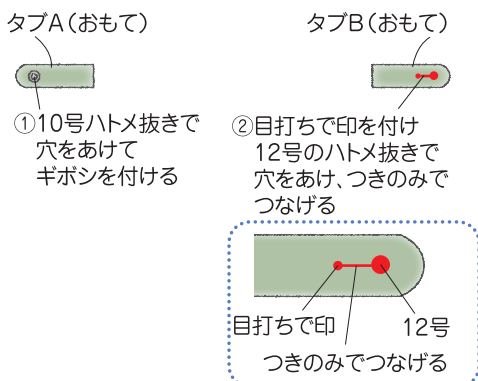 タブA(おもて)
タブB(おもて)
①10号ハトメ抜きで
穴をあけて
ギボシを付ける
②目打ちで印を付け
12号のハトメ抜きで
穴をあけ、つきのみで
つなげる
目打ちで印
12号
つきのみでつなげる